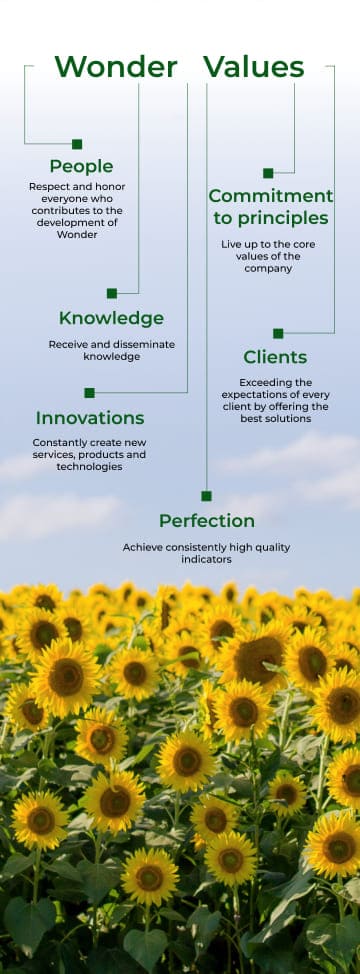 Wonder Values
People
Respect and honor
everyone who
contributes to the
development of
Wonder
Commitment
to principles
Live up to the core
values of the
company
Knowledge
Receive and disseminate
knowledge
Clients
Exceeding the
expectations of every
client by offering the
best solutions
Innovations
Constantly create new
services, products and
technologies
Perfection
Achieve consistently high quality
indicators